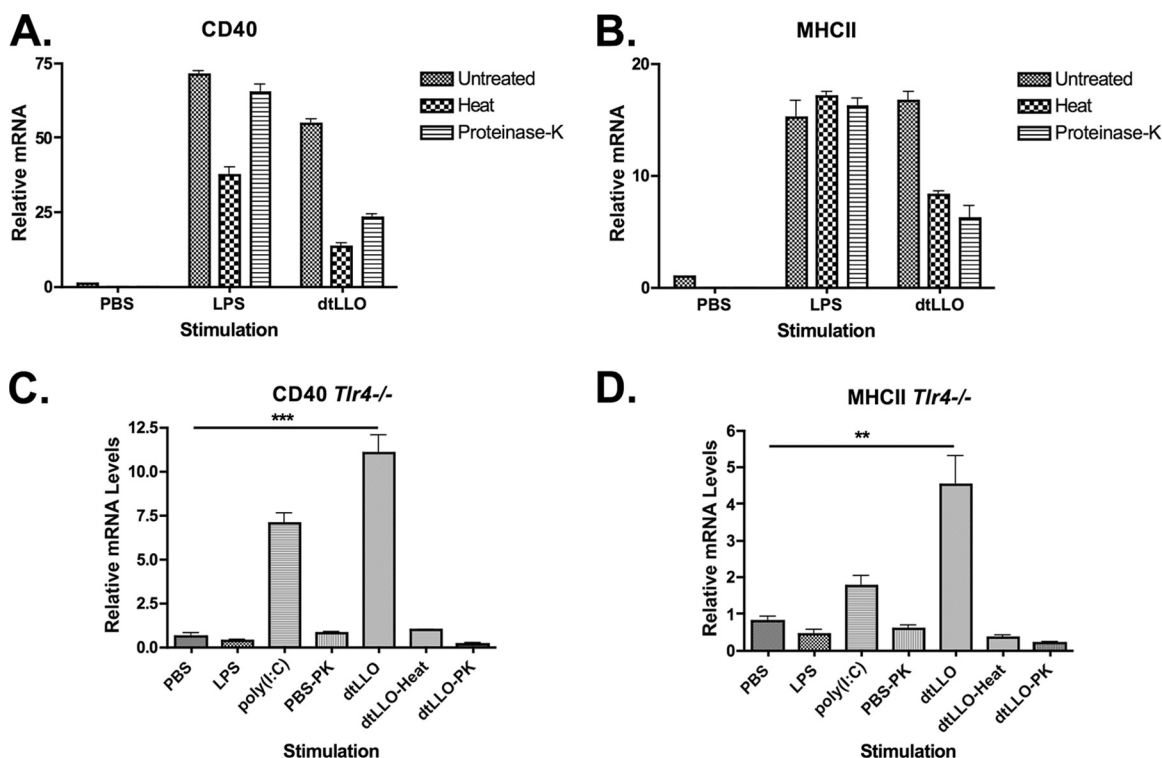 A.
CD40
75
50
25
0
Relative mRNA
PBS
LPS
dtLLO
Stimulation
Untreated
Heat
Proteinase-K
B.
MHCII
20
10
0
Relative mRNA
PBS
LPS
dtLLO
Stimulation
Untreated
Heat
Proteinase-K
C.
CD40 Tlr4-/-
***
12.5
10.0
7.5
5.0
2.5
0.0
Relative mRNA Levels
PBS
LPS
poly(I:C)
PBS-PK
dtLLO
dtLLO-Heat
dtLLO-PK
Stimulation
D.
MHCII Tlr4-/-
**
6
5
4
3
2
1
0
Relative mRNA Levels
PBS
LPS
poly(I:C)
PBS-PK
dtLLO
dtLLO-Heat
dtLLO-PK
Stimulation